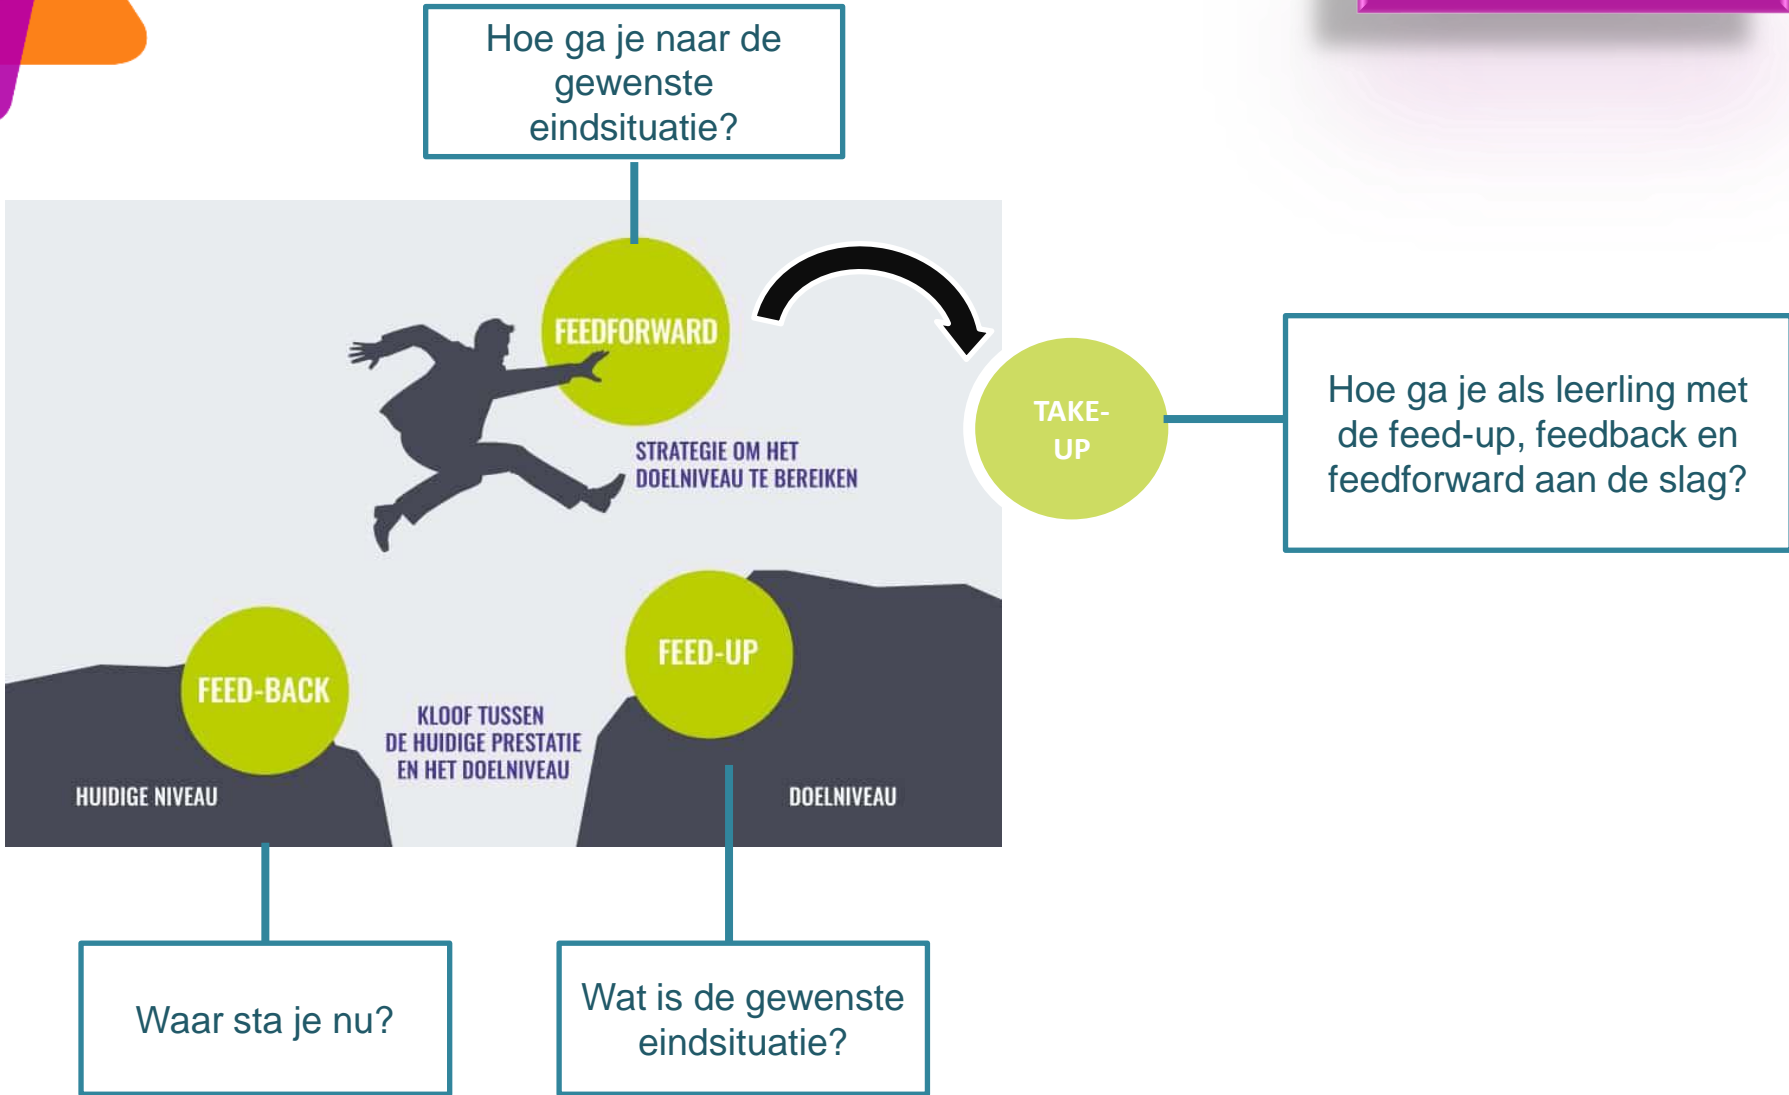 Hoe ga je naar de
gewenste
eindsituatie?
FEEDFORWARD
STRATEGIE OM HET
DOELNIVEAU TE BEREIKEN
TAKE-
UP
Hoe ga je als leerling met
de feed-up, feedback en
feedforward aan de slag?
FEED-BACK
FEED-UP
KLOOF TUSSEN
DE HUIDIGE PRESTATIE
EN HET DOELNIVEAU
HUIDIGE NIVEAU
DOELNIVEAU
Waar sta je nu?
Wat is de gewenste
eindsituatie?